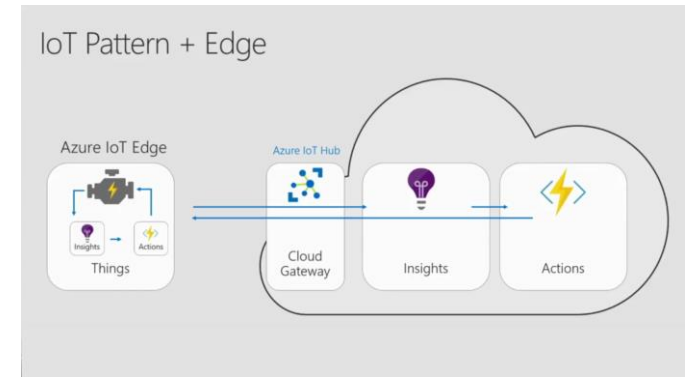 IoT Pattern + Edge
Azure IoT Edge
Insights
Actions
Things
Azure IoT Hub
Cloud
Gateway
Insights
Actions